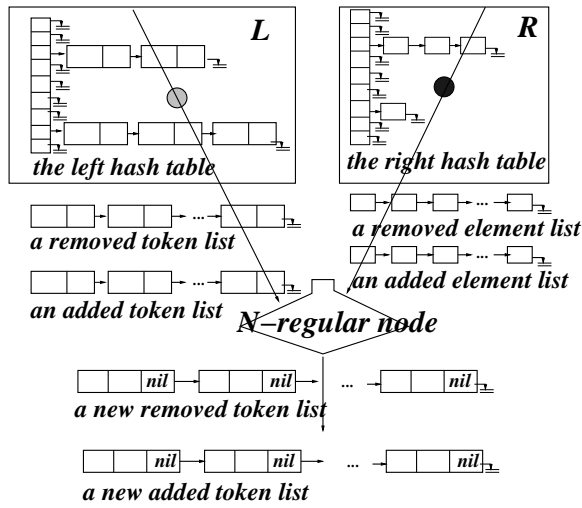 L
R
the left hash table
the right hash table
...
...
a removed token list
a removed element list
...
...
an added token list
an added element list
N-regular node
nil
nil
...
nil
a new removed token list
nil
nil
...
nil
a new added token list